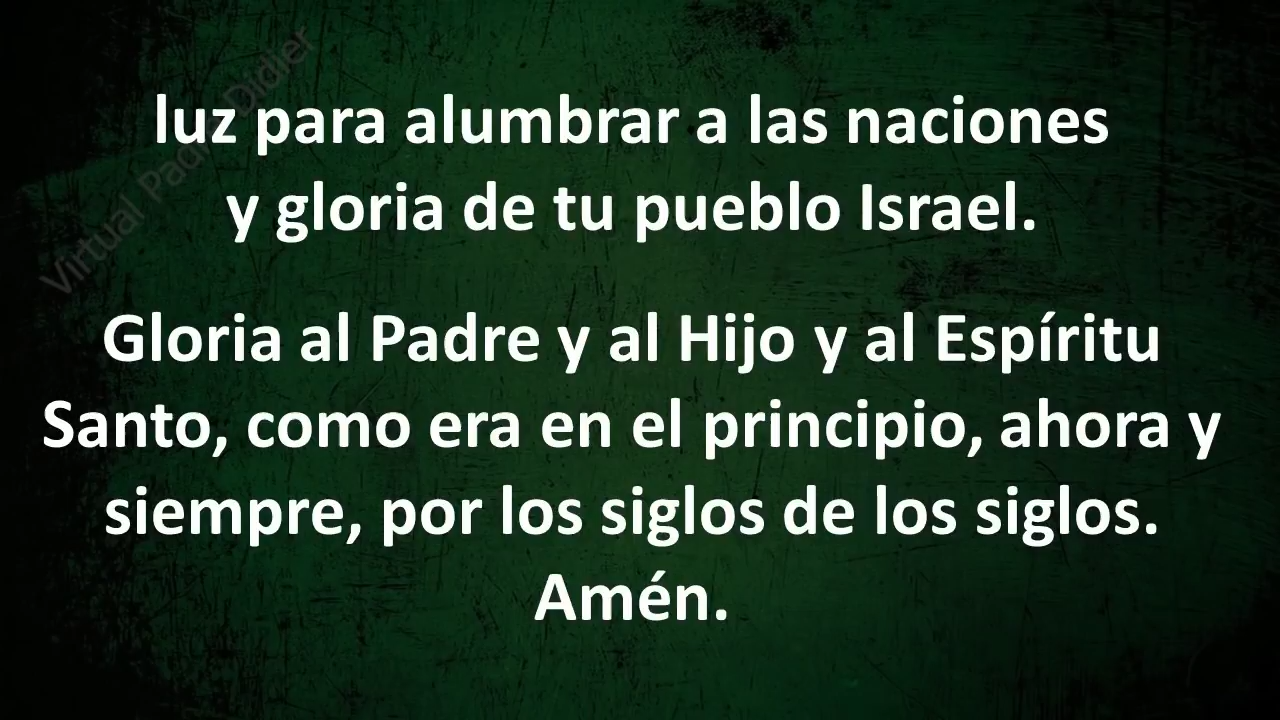 luz para alumbrar a las naciones
y gloria de tu pueblo Israel.
Gloria al Padre y al Hijo y al Espíritu
Santo, como era en el principio, ahora y
siempre, por los siglos de los siglos.
Amén.
Virtual Padre Didier